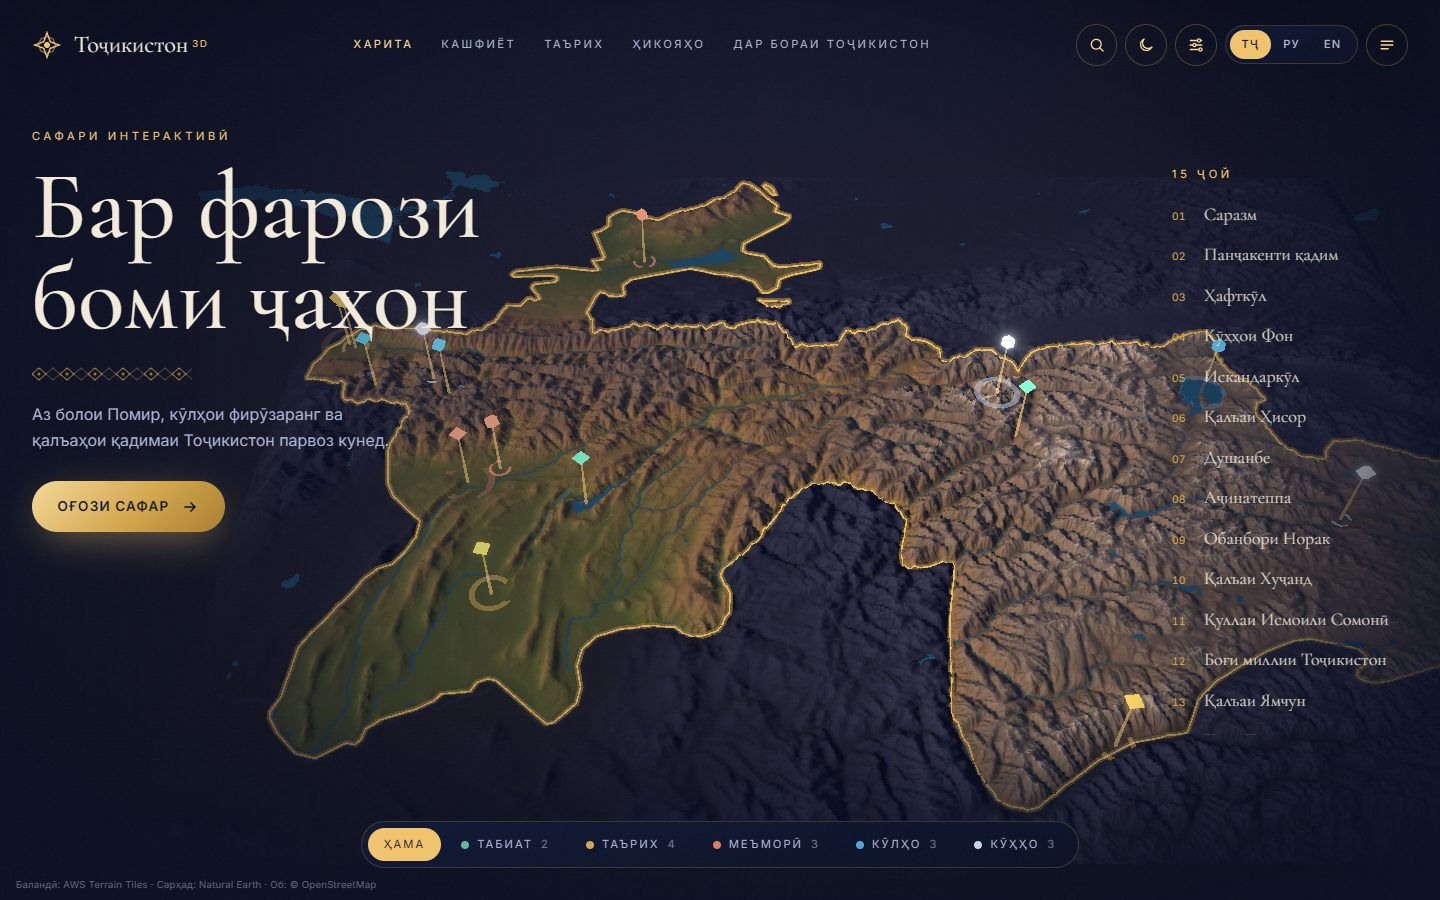 Тоҷикистон 3D
ХАРИТА КАШФИЁТ ТАЪРИХ ҲИКОЯҲО ДАР БОРАИ ТОҶИКИСТОН
ТҶ РУ EN
САФАРИ ИНТЕРАКТИВӢ
Бар фарози
боми ҷаҳон
Аз болои Помир, кӯлҳои фирӯзаранг ва
қалъаҳои қадимаи Тоҷикистон парвоз кунед.
ОҒОЗИ САФАР →
15 ҶОЙ
01 Саразм
02 Панҷакенти қадим
03 Ҳафткӯл
04 Кӯҳҳои Фон
05 Искандаркӯл
06 Қалъаи Ҳисор
07 Душанбе
08 Аҷинатеппа
09 Обанбори Норак
10 Қалъаи Хуҷанд
11 Қуллаи Исмоили Сомонӣ
12 Боғи миллии Тоҷикистон
13 Қалъаи Ямчун
ҲАМА ТАБИАТ 2 ТАЪРИХ 4 МЕЪМОРӢ 3 КӮЛҲО 3 КӮҲҲО 3
Баландӣ: AWS Terrain Tiles · Сарҳад: Natural Earth · Об: © OpenStreetMap